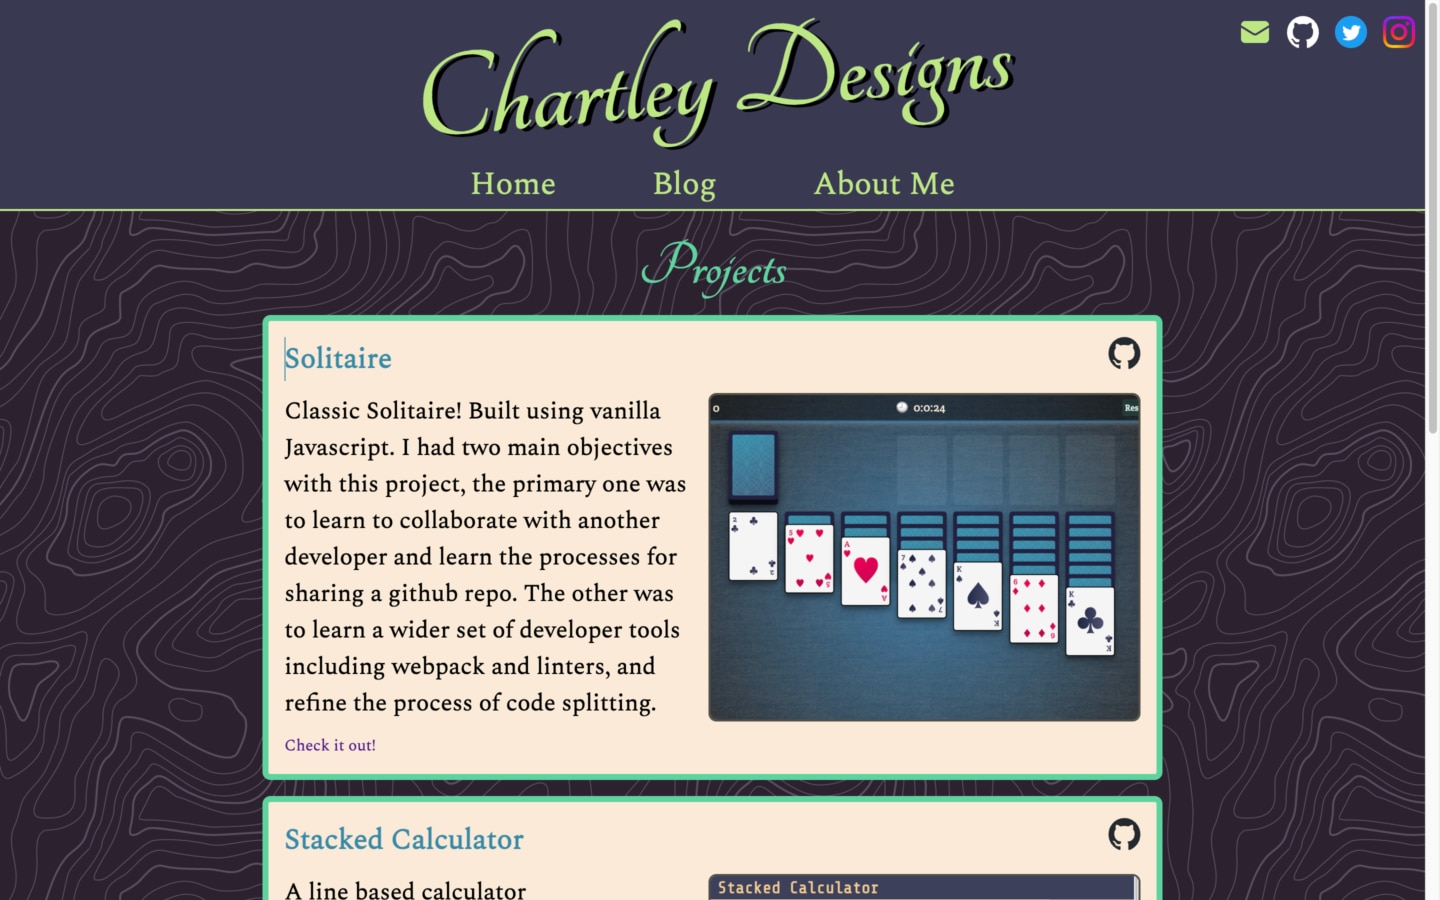 Chartley Designs
Home
Blog
About Me
Projects
Solitaire
Classic Solitaire! Built using vanilla
Javascript. I had two main objectives
with this project, the primary one was
to learn to collaborate with another
developer and learn the processes for
sharing a github repo. The other was
to learn a wider set of developer tools
including webpack and linters, and
refine the process of code splitting.
Check it out!
0
0:0:24
Res
2
5
A
7
K
6
K
Stacked Calculator
A line based calculator
Stacked Calculator